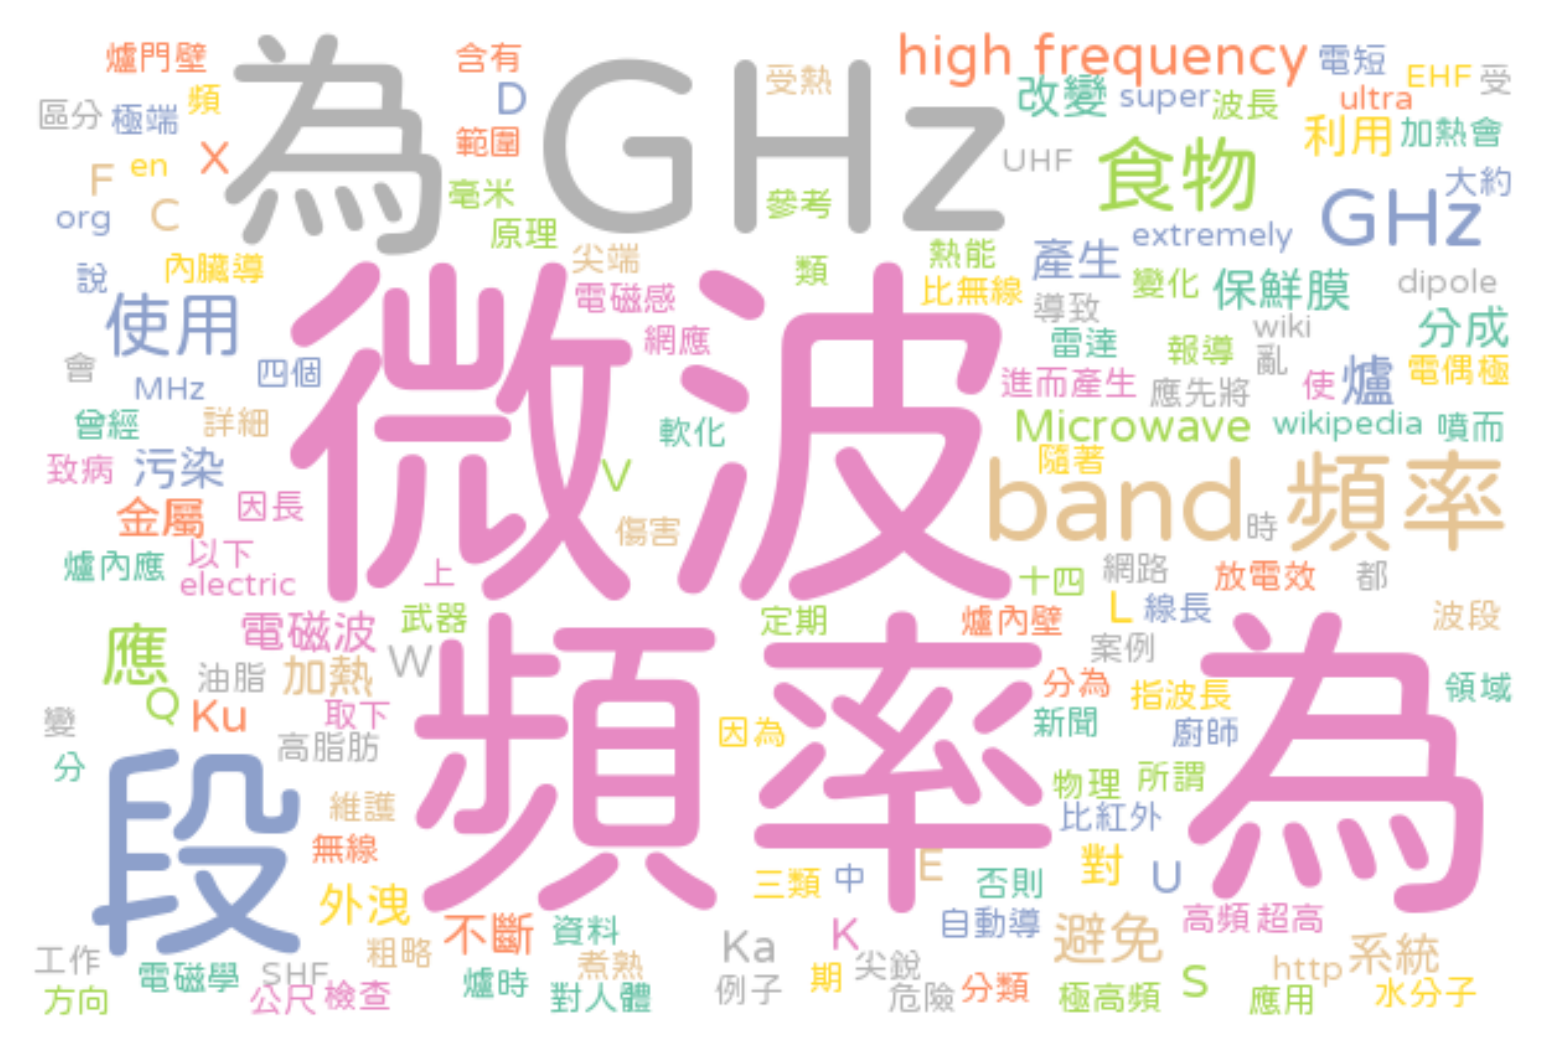 爐門壁
含有
high frequency
電短
EHF
受
受熱
頻
D
改變
super
波長
ultra
區分
極端
為 GHz
利用
加熱會
範圍
X
en
F
UHF
食物
大約
毫米
參考
org
C
GHz
原理
extremely
內臟導
尖端
熱能
產生
說
類
變化
保鮮膜
dipole
電磁感
比無線
導致
使用
wiki
分成
網應
雷達
報導
亂
會
四個
MHz
進而產生
應先將
使
爐
電偶極
微波
曾經
詳細
軟化
Microwave
wikipedia
噴而
致病
污染
V
隨著
band
頻率
金屬
因長
傷害
時
爐內應
以下
electric
上
十四
網路
放電效
都
電磁波
武器
定期
爐內壁
L
線長
波段
應
油脂
加熱
W
案例
頻率為
分為
指波長
領域
Q
Ku
取下
變
高脂肪
因為
新聞
廚師
分
段
維護
物理
所謂
比紅外
無線
三類
中
E
否則
對
U
外洩
不斷
資料
K
自動導
避免
高頻
超高
工作
粗略
Ka
系統
電磁學
SHF
煮熟
尖銳
http
方向
公尺
檢查
爐時
對人體
例子
期
危險
分類
極高頻
S
應用
水分子